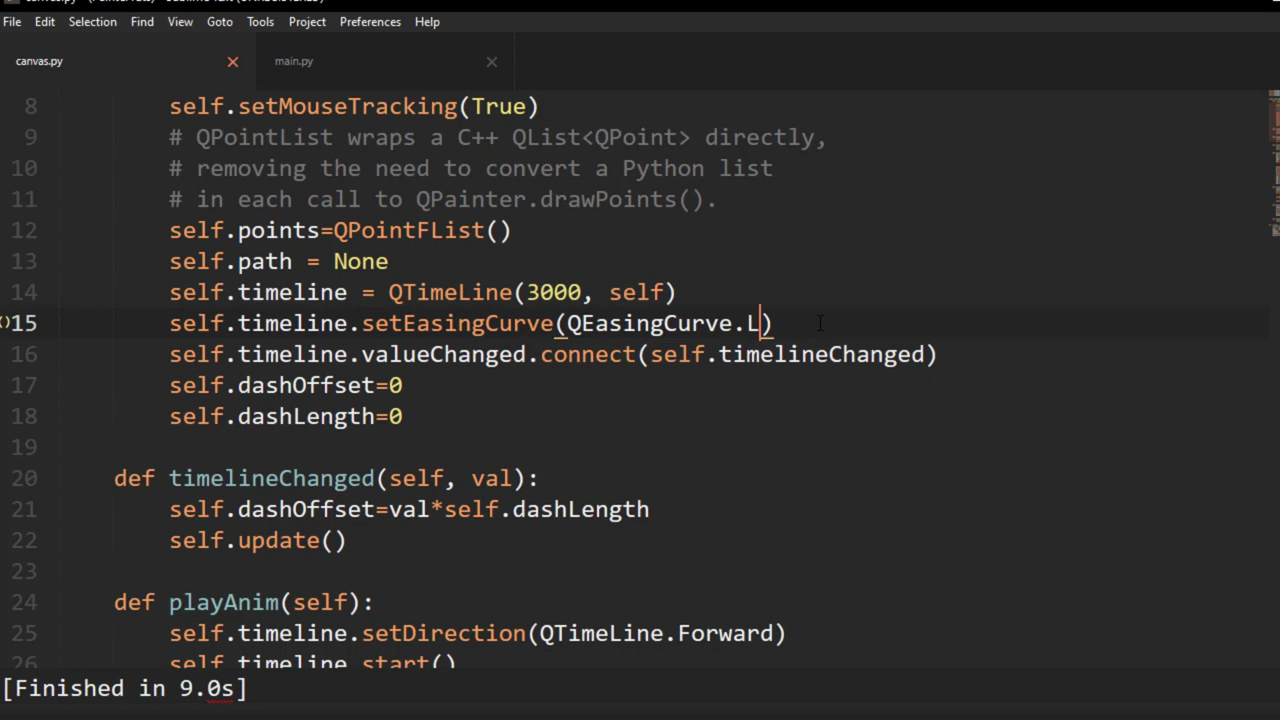 File Edit Selection Find View Goto Tools Project Preferences Help
canvas.py main.py
8 self.setMouseTracking(True)
9 # QPointList wraps a C++ QList<QPoint> directly,
10 # removing the need to convert a Python list
11 # in each call to QPainter.drawPoints().
12 self.points=QPointFList()
13 self.path = None
14 self.timeline = QTimeLine(3000, self)
15 self.timeline.setEasingCurve(QEasingCurve.L)
16 self.timeline.valueChanged.connect(self.timelineChanged)
17 self.dashOffset=0
18 self.dashLength=0
19
20 def timelineChanged(self, val):
21 self.dashOffset=val*self.dashLength
22 self.update()
23
24 def playAnim(self):
25 self.timeline.setDirection(QTimeLine.Forward)
26 self.timeline.start()
[Finished in 9.0s]